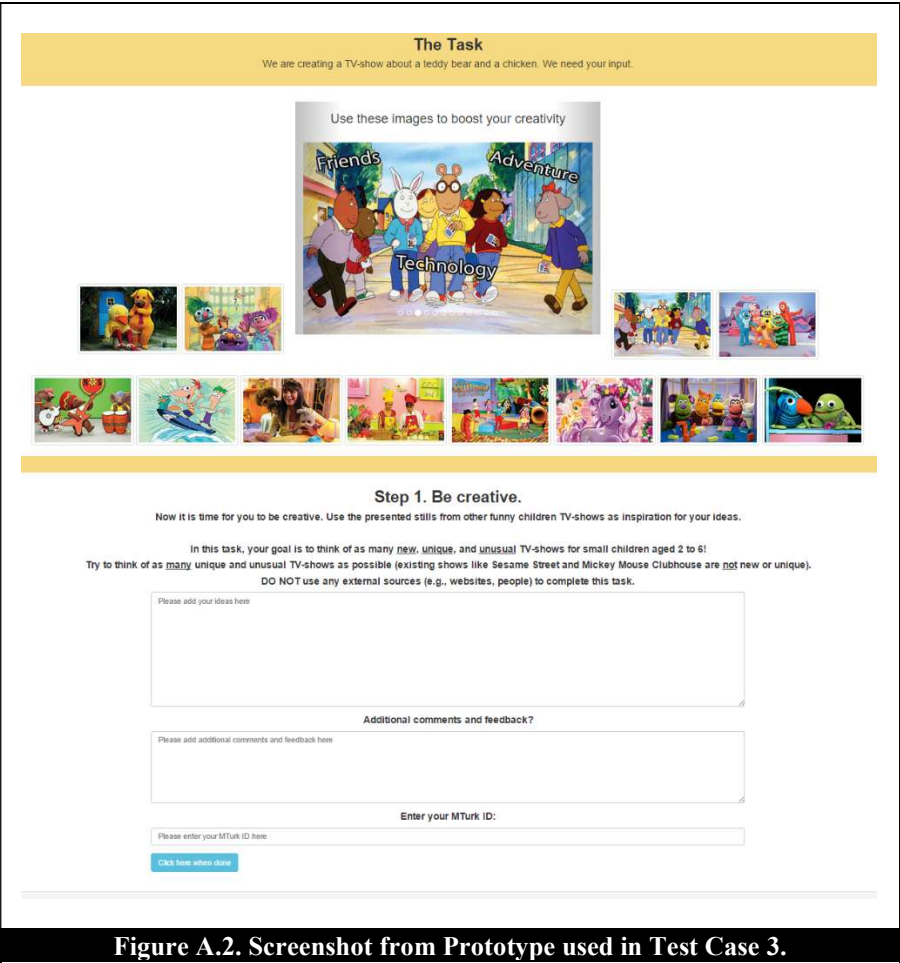 The Task
We are creating a TV-show about a teddy bear and a chicken. We need your input.
Use these images to boost your creativity
Friends
Adventure
Technology
Step 1. Be creative.
Now it is time for you to be creative. Use the presented stills from other funny children TV-shows as inspiration for your ideas.
In this task, your goal is to think of as many new, unique, and unusual TV-shows for small children aged 2 to 6!
Try to think of as many unique and unusual TV-shows as possible (existing shows like Sesame Street and Mickey Mouse Clubhouse are not new or unique).
DO NOT use any external sources (e.g., websites, people) to complete this task.
Please add your ideas here
Additional comments and feedback?
Please add additional comments and feedback here
Enter your MTurk ID:
Please enter your MTurk ID here
Click here when done
Figure A.2. Screenshot from Prototype used in Test Case 3.